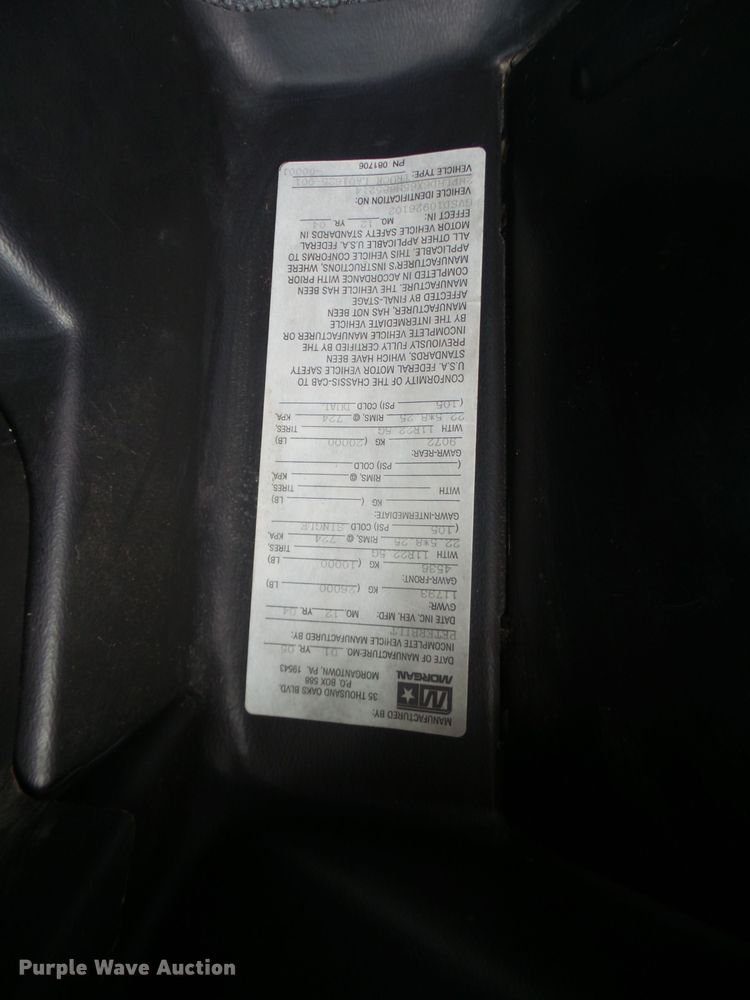 MANUFACTURED BY:
MORGAN
35 THOUSAND OAKS BLVD.
P.O. BOX 588
MORGANTOWN, PA. 19543
DATE OF MANUFACTURE:MO. 01 YR. 05
INCOMPLETE VEHICLE MANUFACTURED BY:
PETERBILT
DATE INC. VEH. MFD: MO. 12 YR. 04
GVWR:
11793 KG ( 26000 LB)
GAWR-FRONT:
4536 KG ( 10000 LB)
WITH 11R22.5G TIRES,
22.5*8.25 RIMS, @ 724 KPA
( 105 PSI) COLD SINGLE
GAWR-INTERMEDIATE:
KG ( LB)
WITH TIRES,
RIMS, @ KPA,
( PSI) COLD
GAWR-REAR:
9072 KG ( 20000 LB)
WITH 11R22.5G TIRES,
22.5*8.25 RIMS, @ 724 KPA
( 105 PSI) COLD DUAL
CONFORMITY OF THE CHASSIS-CAB TO
U.S.A. FEDERAL MOTOR VEHICLE SAFETY
STANDARDS, WHICH HAVE BEEN
PREVIOUSLY FULLY CERTIFIED BY THE
INCOMPLETE VEHICLE MANUFACTURER OR
BY THE INTERMEDIATE VEHICLE
MANUFACTURER, HAS NOT BEEN
AFFECTED BY FINAL-STAGE
MANUFACTURE. THE VEHICLE HAS BEEN
COMPLETED IN ACCORDANCE WITH PRIOR
MANUFACTURER'S INSTRUCTIONS, WHERE
APPLICABLE. THIS VEHICLE CONFORMS TO
ALL OTHER APPLICABLE U.S.A. FEDERAL
MOTOR VEHICLE SAFETY STANDARDS IN
EFFECT IN: MO. 12 YR. 04
GVSD10926102
VEHICLE IDENTIFICATION NO:
VEHICLE TYPE: TRUCK
-00001
PN 081706
Purple Wave Auction